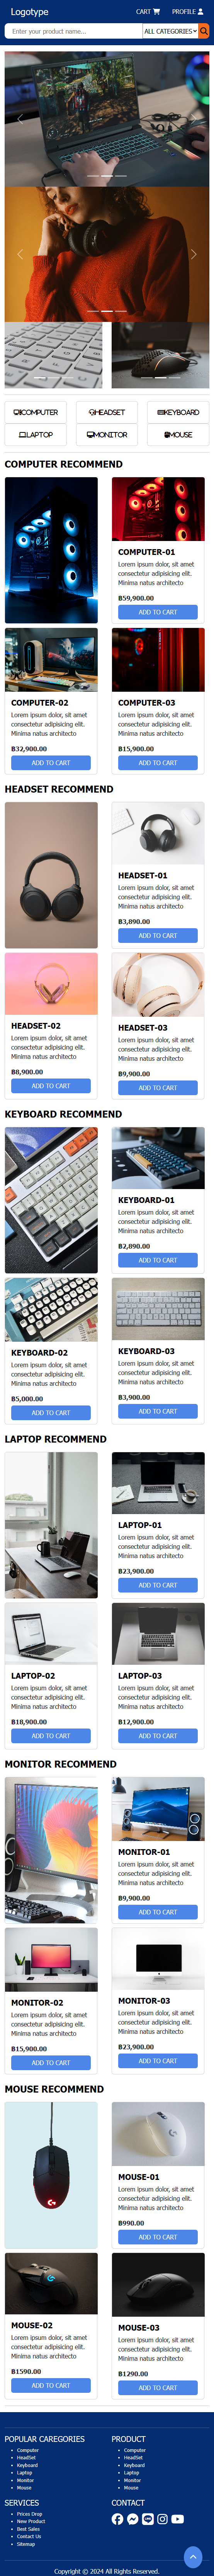 Logotype
CART
PROFILE
Enter your product name...
ALL CATEGORIES
COMPUTER
HEADSET
KEYBOARD
LAPTOP
MONITOR
MOUSE
COMPUTER RECOMMEND
COMPUTER-01
Lorem ipsum dolor, sit amet
consectetur adipisicing elit.
Minima natus architecto
฿59,900.00
ADD TO CART
COMPUTER-02
Lorem ipsum dolor, sit amet
consectetur adipisicing elit.
Minima natus architecto
฿32,900.00
ADD TO CART
COMPUTER-03
Lorem ipsum dolor, sit amet
consectetur adipisicing elit.
Minima natus architecto
฿15,900.00
ADD TO CART
HEADSET RECOMMEND
HEADSET-01
Lorem ipsum dolor, sit amet
consectetur adipisicing elit.
Minima natus architecto
฿3,890.00
ADD TO CART
HEADSET-02
Lorem ipsum dolor, sit amet
consectetur adipisicing elit.
Minima natus architecto
฿8,900.00
ADD TO CART
HEADSET-03
Lorem ipsum dolor, sit amet
consectetur adipisicing elit.
Minima natus architecto
฿9,900.00
ADD TO CART
KEYBOARD RECOMMEND
KEYBOARD-01
Lorem ipsum dolor, sit amet
consectetur adipisicing elit.
Minima natus architecto
฿2,890.00
ADD TO CART
KEYBOARD-02
Lorem ipsum dolor, sit amet
consectetur adipisicing elit.
Minima natus architecto
฿5,000.00
ADD TO CART
KEYBOARD-03
Lorem ipsum dolor, sit amet
consectetur adipisicing elit.
Minima natus architecto
฿3,900.00
ADD TO CART
LAPTOP RECOMMEND
LAPTOP-01
Lorem ipsum dolor, sit amet
consectetur adipisicing elit.
Minima natus architecto
฿23,900.00
ADD TO CART
LAPTOP-02
Lorem ipsum dolor, sit amet
consectetur adipisicing elit.
Minima natus architecto
฿18,900.00
ADD TO CART
LAPTOP-03
Lorem ipsum dolor, sit amet
consectetur adipisicing elit.
Minima natus architecto
฿12,900.00
ADD TO CART
MONITOR RECOMMEND
MONITOR-01
Lorem ipsum dolor, sit amet
consectetur adipisicing elit.
Minima natus architecto
฿9,900.00
ADD TO CART
MONITOR-02
Lorem ipsum dolor, sit amet
consectetur adipisicing elit.
Minima natus architecto
฿15,900.00
ADD TO CART
MONITOR-03
Lorem ipsum dolor, sit amet
consectetur adipisicing elit.
Minima natus architecto
฿23,900.00
ADD TO CART
MOUSE RECOMMEND
MOUSE-01
Lorem ipsum dolor, sit amet
consectetur adipisicing elit.
Minima natus architecto
฿990.00
ADD TO CART
MOUSE-02
Lorem ipsum dolor, sit amet
consectetur adipisicing elit.
Minima natus architecto
฿1590.00
ADD TO CART
MOUSE-03
Lorem ipsum dolor, sit amet
consectetur adipisicing elit.
Minima natus architecto
฿1290.00
ADD TO CART
POPULAR CAREGORIES
Computer
HeadSet
Keyboard
Laptop
Monitor
Mouse
PRODUCT
Computer
HeadSet
Keyboard
Laptop
Monitor
Mouse
SERVICES
Prices Drop
New Product
Best Sales
Contact Us
Sitemap
CONTACT
Copyright © 2024 All Rights Reserved.